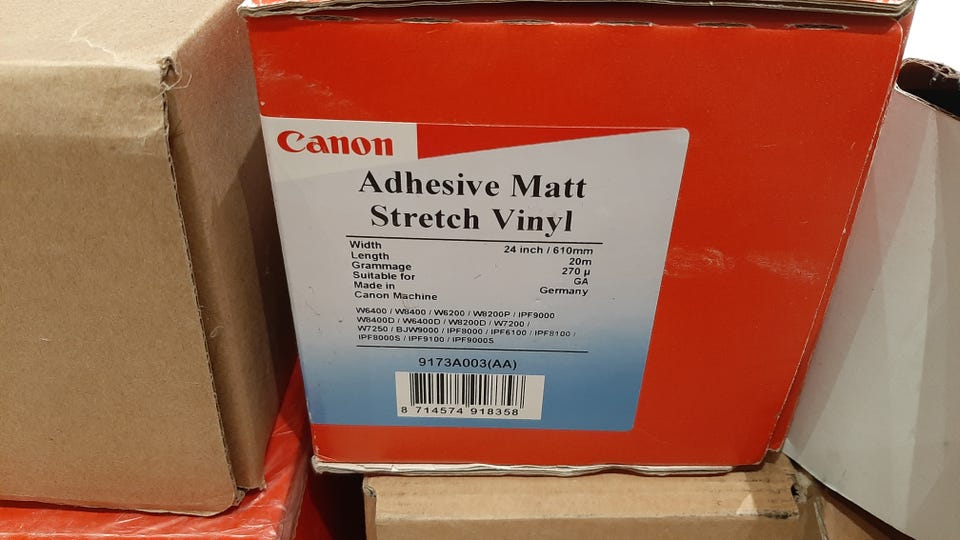 Canon
Adhesive Matt
Stretch Vinyl
Width 24 inch / 610mm
Length 20m
Grammage 270 µ
Suitable for GA
Made in Germany
Canon Machine
W6400 / W8400 / W6200 / W8200P / IPF9000
W8400D / W6400D / W8200D / W7200 /
W7250 / BJW9000 / IPF8000 / IPF6100 / IPF8100 /
IPF8000S / IPF9100 / IPF9000S
9173A003(AA)
8 714574 918358